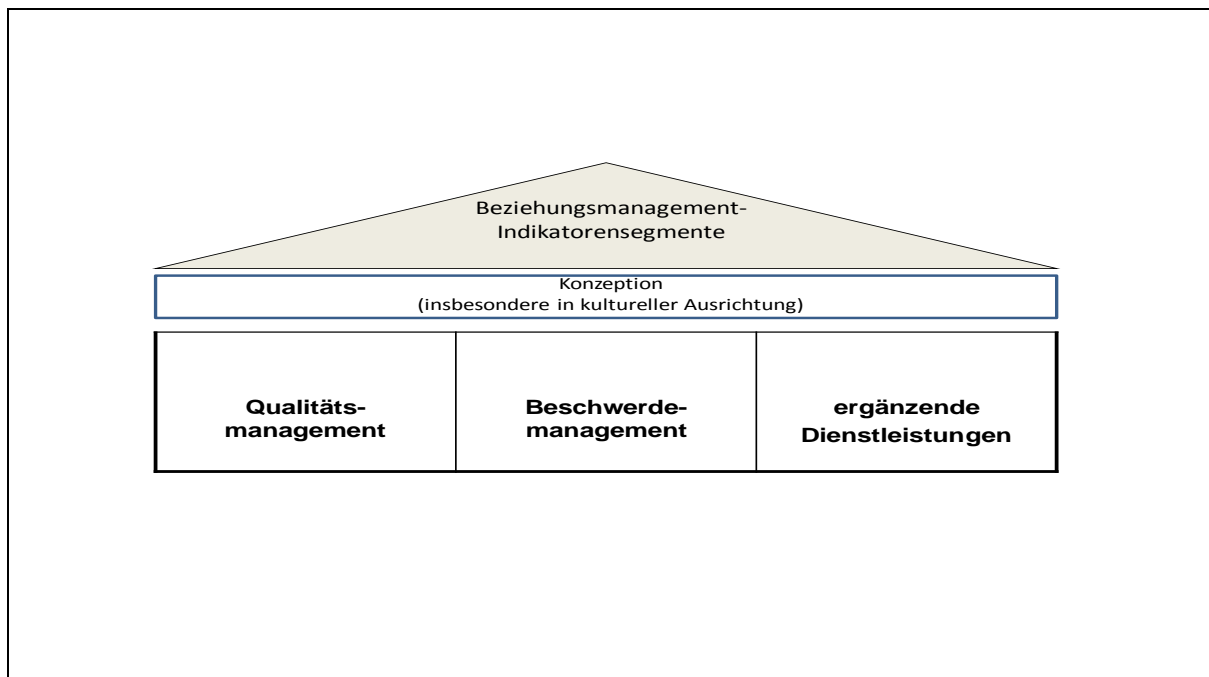 Beziehungsmanagement-
Indikatorensegmente
Konzeption
(insbesondere in kultureller Ausrichtung)
Qualitäts-
management
Beschwerde-
management
ergänzende
Dienstleistungen